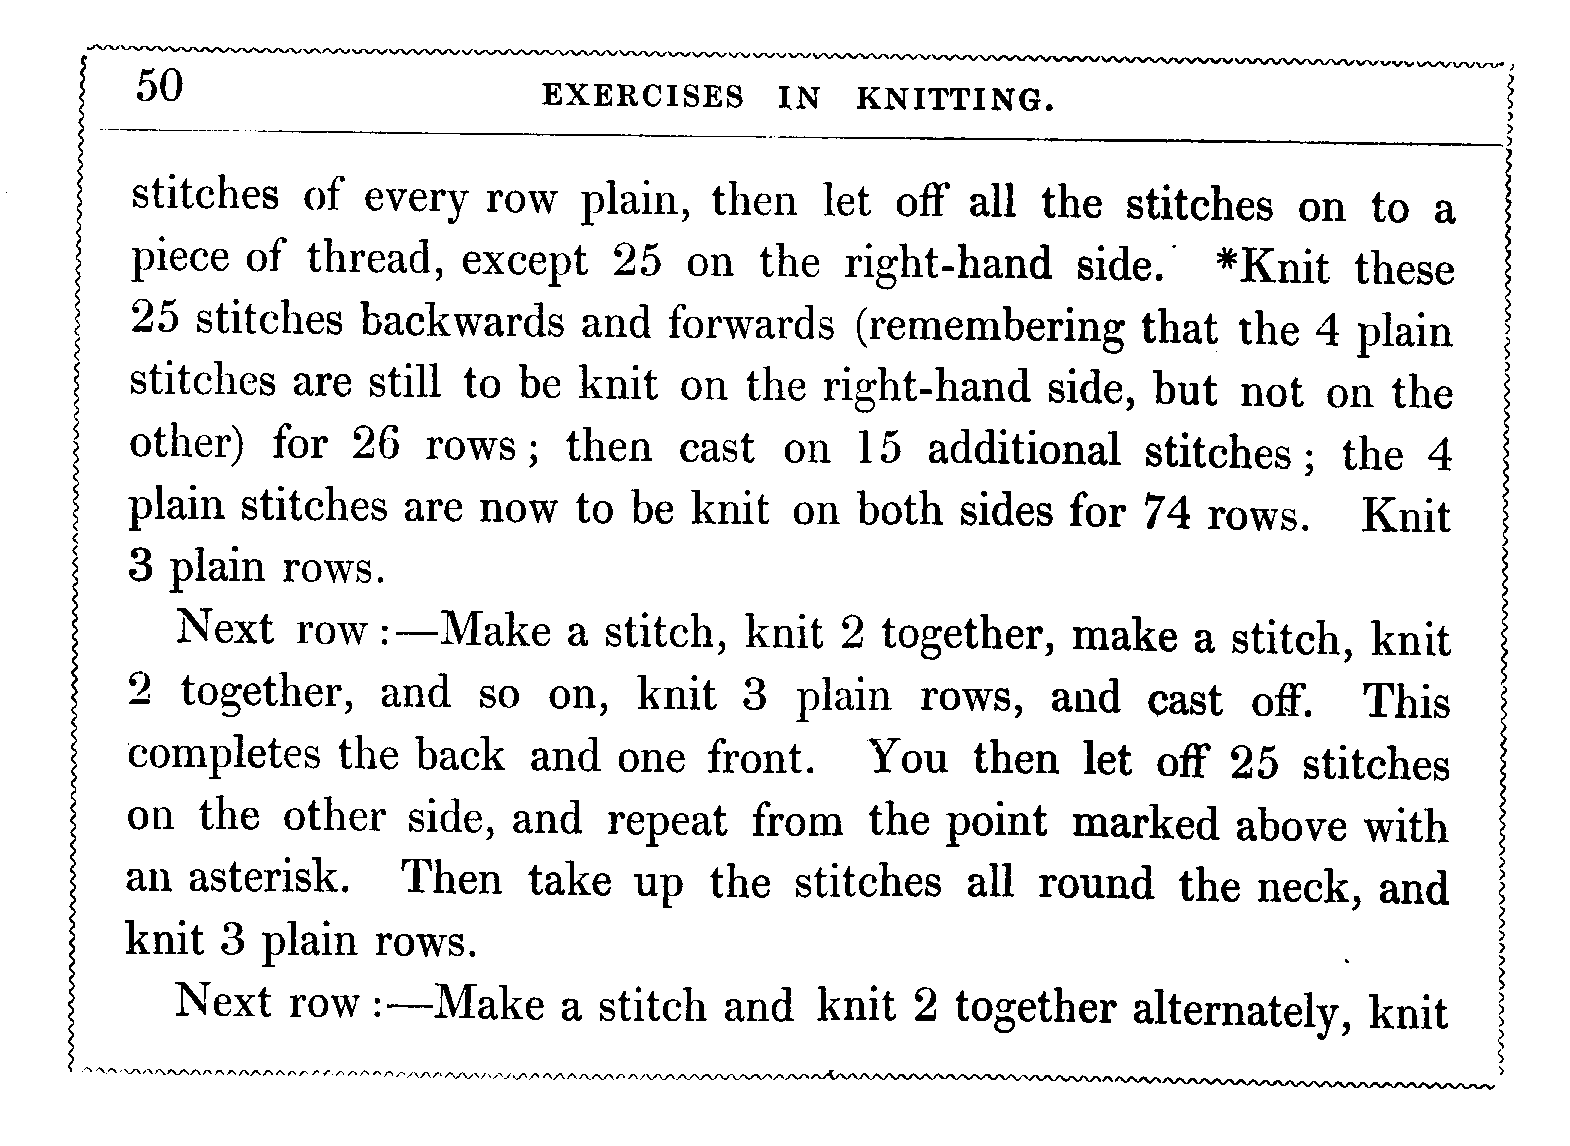 50 EXERCISES IN KNITTING.
stitches of every row plain, then let off all the stitches on to a
piece of thread, except 25 on the right-hand side. *Knit these
25 stitches backwards and forwards (remembering that the 4 plain
stitches are still to be knit on the right-hand side, but not on the
other) for 26 rows; then cast on 15 additional stitches; the 4
plain stitches are now to be knit on both sides for 74 rows. Knit
3 plain rows.
Next row:—Make a stitch, knit 2 together, make a stitch, knit
2 together, and so on, knit 3 plain rows, and cast off. This
completes the back and one front. You then let off 25 stitches
on the other side, and repeat from the point marked above with
an asterisk. Then take up the stitches all round the neck, and
knit 3 plain rows.
Next row:—Make a stitch and knit 2 together alternately, knit